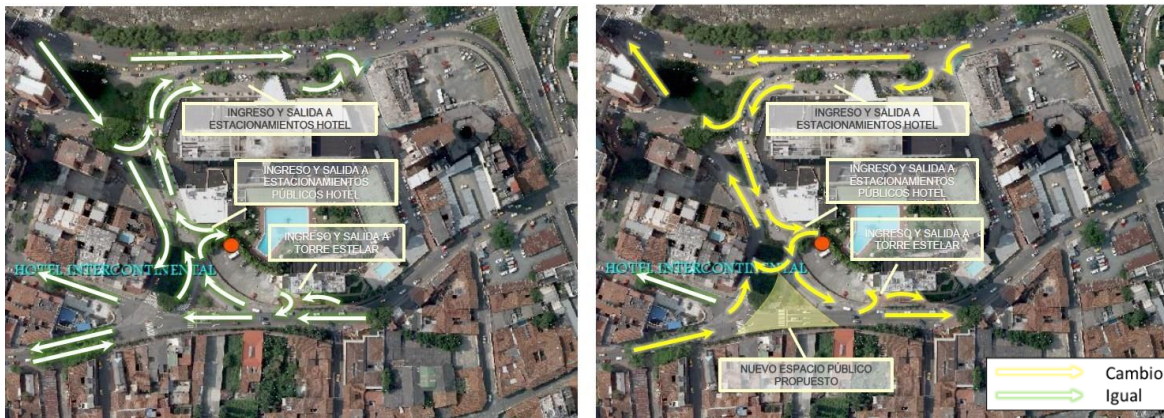 INGRESO Y SALIDA A
ESTACIONAMIENTOS HOTEL
INGRESO Y SALIDA A
ESTACIONAMIENTOS
PÚBLICOS HOTEL
INGRESO Y SALIDA A
TORRE ESTELAR
HOTEL INTERCONTINENTAL
INGRESO Y SALIDA A
ESTACIONAMIENTOS HOTEL
INGRESO Y SALIDA A
ESTACIONAMIENTOS
PÚBLICOS HOTEL
INGRESO Y SALIDA A
TORRE ESTELAR
HOTEL INTERCONTINENTAL
NUEVO ESPACIO PÚBLICO
PROPUESTO
Cambio
Igual